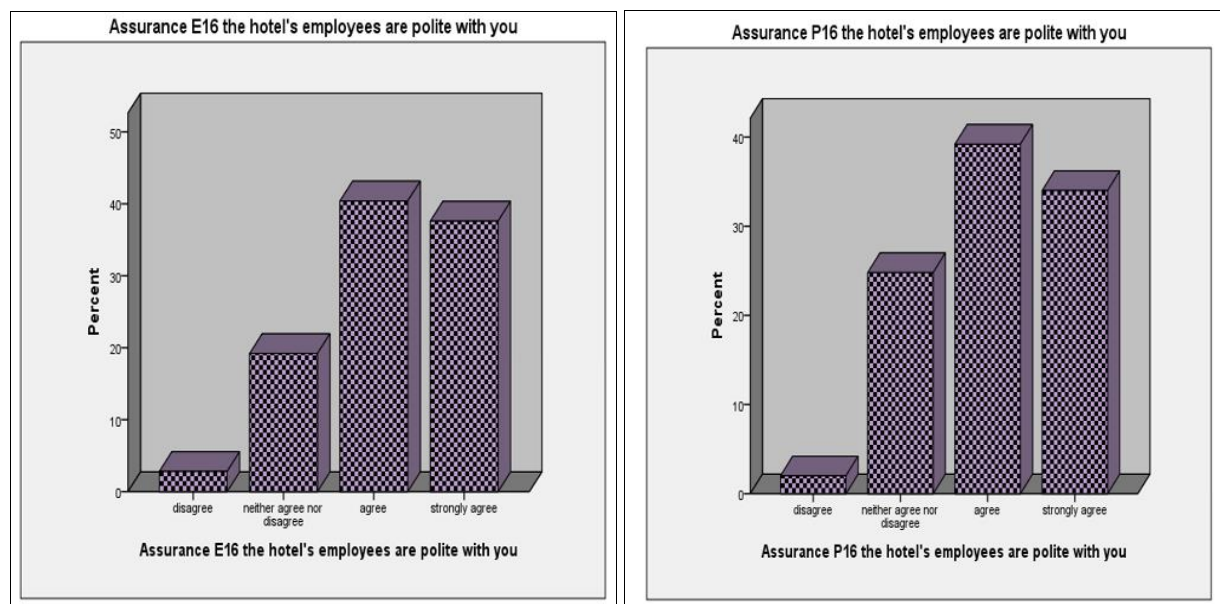 Assurance E16 the hotel's employees are polite with you
Percent
50
40
30
20
10
0
disagree
neither agree nor
disagree
agree
strongly agree
Assurance E16 the hotel's employees are polite with you
Assurance P16 the hotel's employees are polite with you
Percent
40
30
20
10
0
disagree
neither agree nor
disagree
agree
strongly agree
Assurance P16 the hotel's employees are polite with you